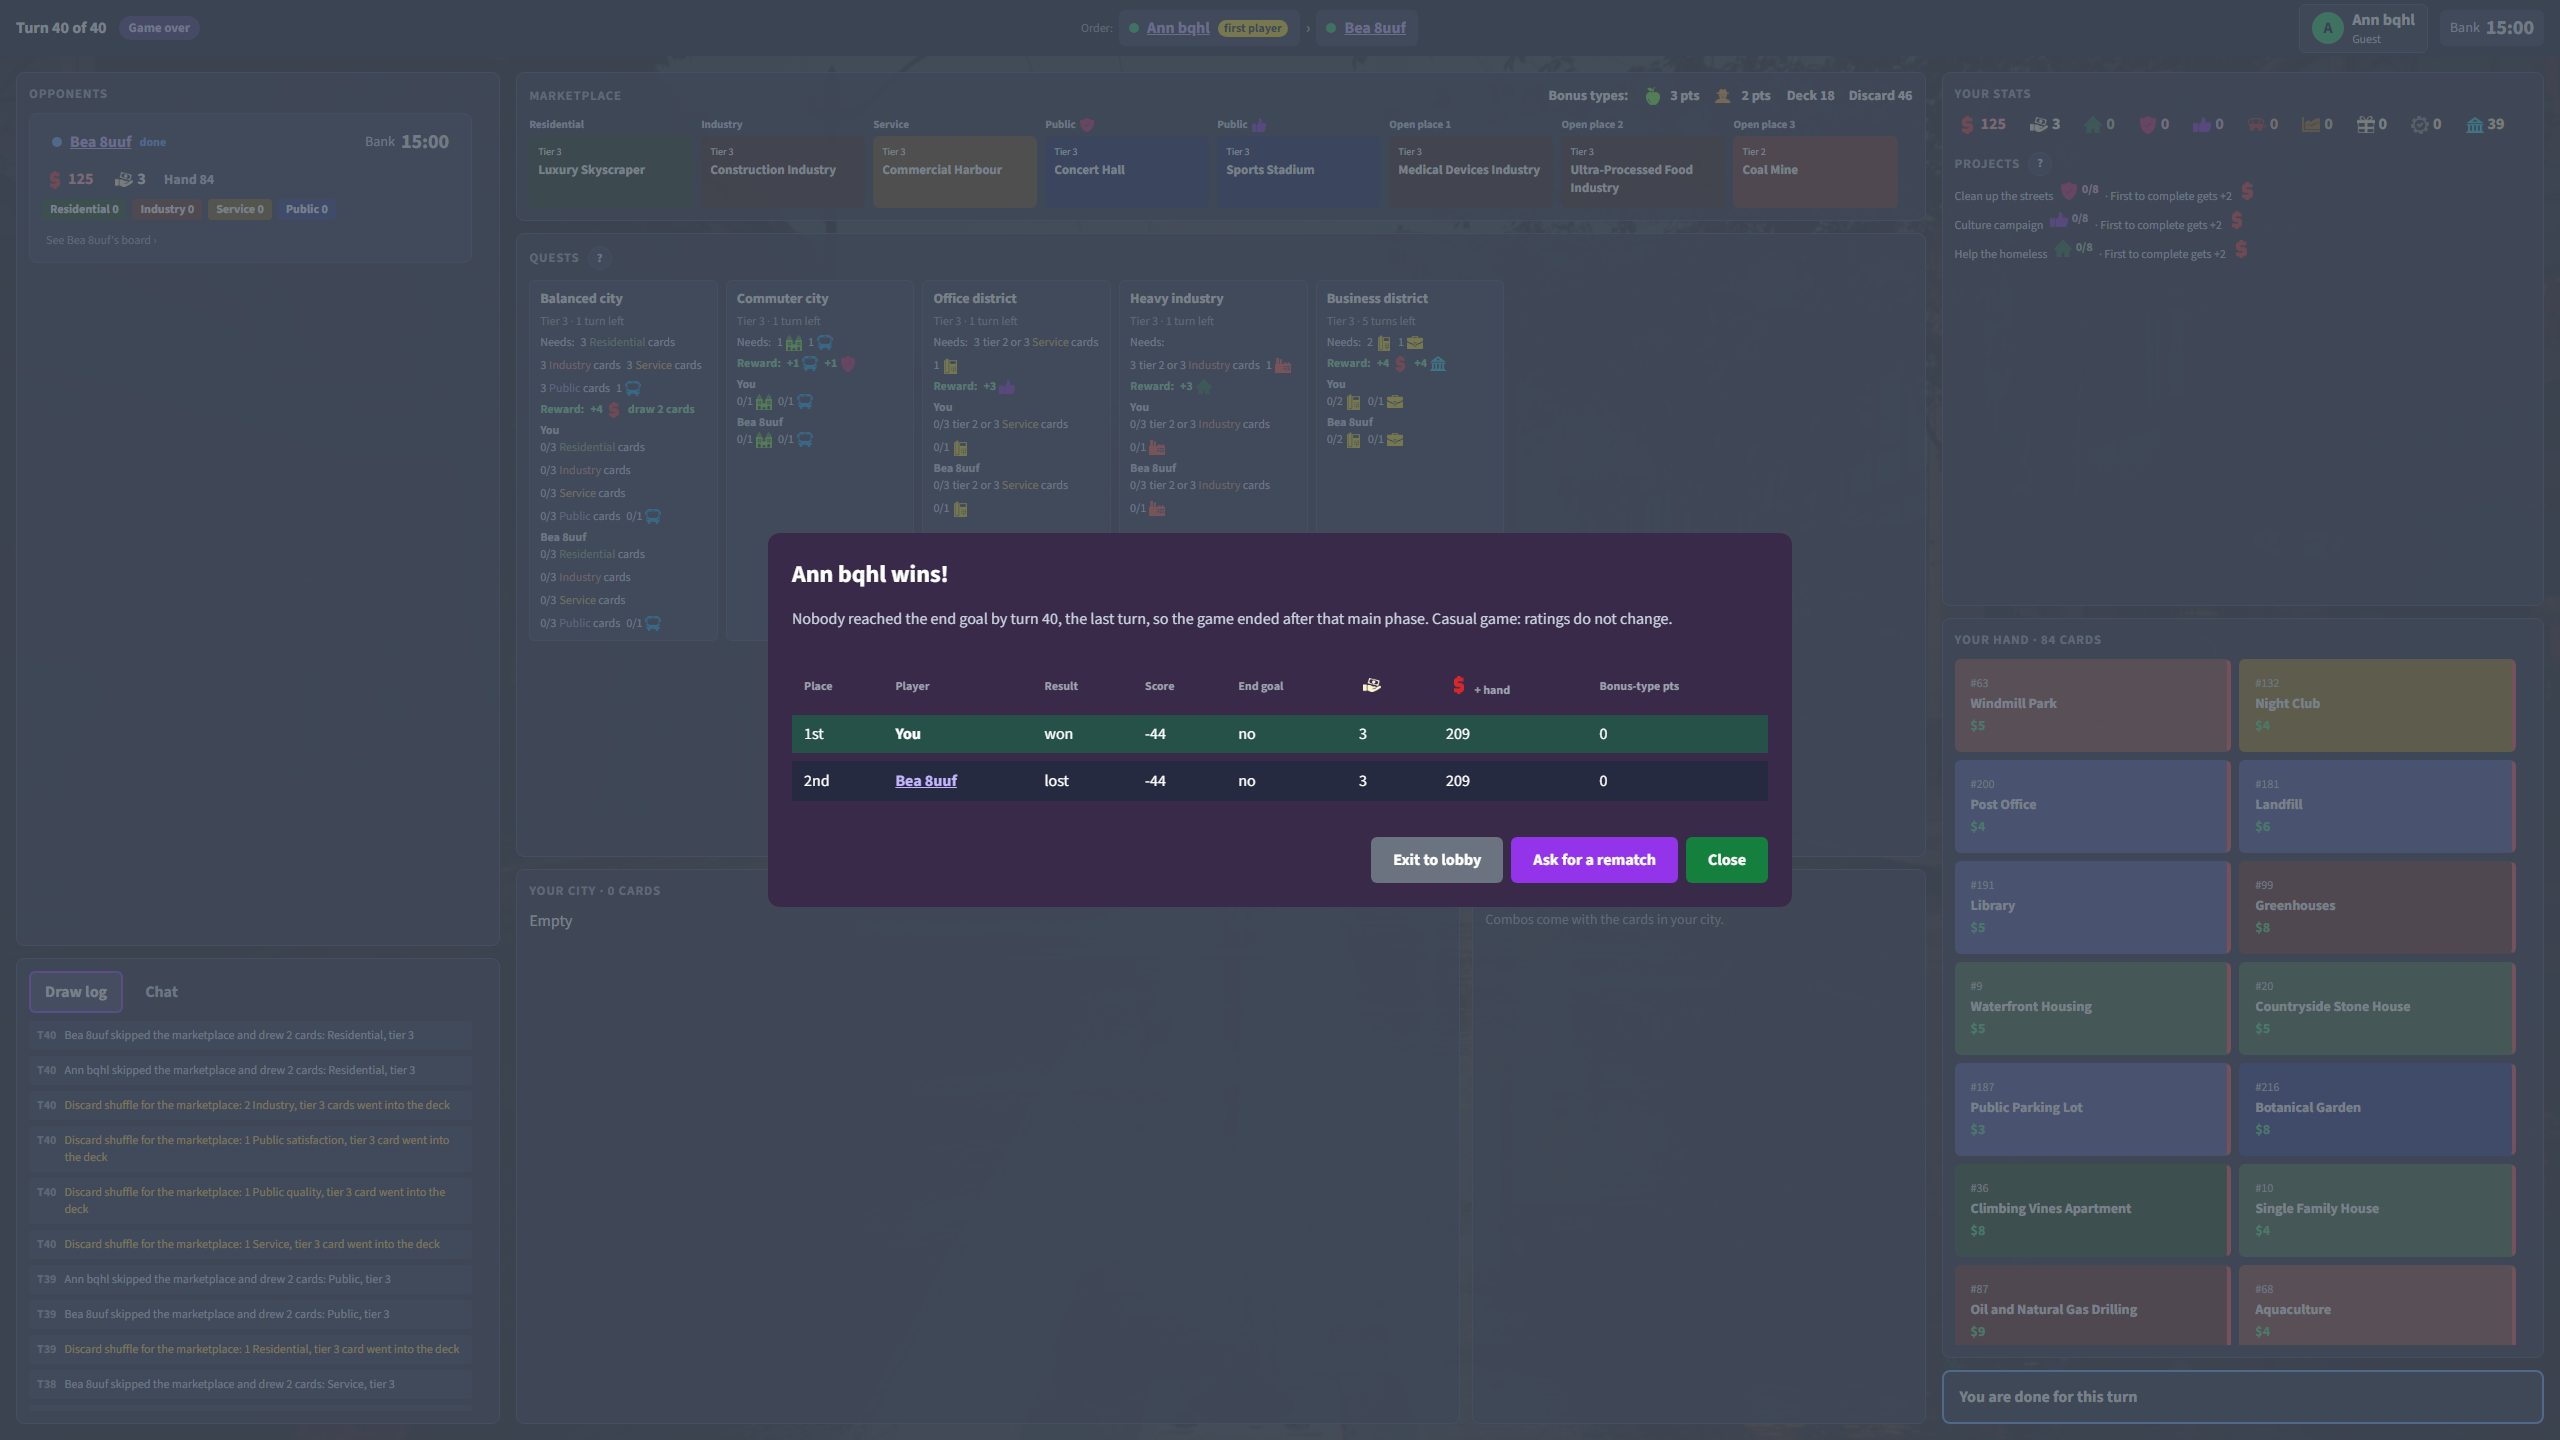 Turn 40 of 40 Game over
Order: Ann bqhl first player › Bea 8uuf
A Ann bqhl Guest
Bank 15:00
OPPONENTS
Bea 8uuf done Bank 15:00
125 3 Hand 84
Residential 0 Industry 0 Service 0 Public 0
See Bea 8uuf's board ›
MARKETPLACE
Bonus types: 3 pts 2 pts Deck 18 Discard 46
Residential Industry Service Public Public Open place 1 Open place 2 Open place 3
Tier 3
Luxury Skyscraper
Tier 3
Construction Industry
Tier 3
Commercial Harbour
Tier 3
Concert Hall
Tier 3
Sports Stadium
Tier 3
Medical Devices Industry
Tier 3
Ultra-Processed Food
Industry
Tier 2
Coal Mine
QUESTS ?
Balanced city
Tier 3 · 1 turn left
Needs: 3 Residential cards
3 Industry cards 3 Service cards
3 Public cards 1
Reward: +4 draw 2 cards
You
0/3 Residential cards
0/3 Industry cards
0/3 Service cards
0/3 Public cards 0/1
Bea 8uuf
0/3 Residential cards
0/3 Industry cards
0/3 Service cards
0/3 Public cards 0/1
Commuter city
Tier 3 · 1 turn left
Needs: 1 1
Reward: +1 +1
You
0/1 0/1
Bea 8uuf
0/1 0/1
Office district
Tier 3 · 1 turn left
Needs: 3 tier 2 or 3 Service cards
1
Reward: +3
You
0/3 tier 2 or 3 Service cards
0/1
Bea 8uuf
0/3 tier 2 or 3 Service cards
0/1
Heavy industry
Tier 3 · 1 turn left
Needs:
3 tier 2 or 3 Industry cards 1
Reward: +3
You
0/3 tier 2 or 3 Industry cards
0/1
Bea 8uuf
0/3 tier 2 or 3 Industry cards
0/1
Business district
Tier 3 · 5 turns left
Needs: 2 1
Reward: +4 +4
You
0/2 0/1
Bea 8uuf
0/2 0/1
YOUR STATS
125 3 0 0 0 0 0 0 0 39
PROJECTS ?
Clean up the streets 0/8 · First to complete gets +2
Culture campaign 0/8 · First to complete gets +2
Help the homeless 0/8 · First to complete gets +2
Ann bqhl wins!
Nobody reached the end goal by turn 40, the last turn, so the game ended after that main phase. Casual game: ratings do not change.
Place Player Result Score End goal + hand Bonus-type pts
1st You won -44 no 3 209 0
2nd Bea 8uuf lost -44 no 3 209 0
Exit to lobby Ask for a rematch Close
YOUR CITY · 0 CARDS
Empty
Combos come with the cards in your city.
Draw log Chat
T40 Bea 8uuf skipped the marketplace and drew 2 cards: Residential, tier 3
T40 Ann bqhl skipped the marketplace and drew 2 cards: Residential, tier 3
T40 Discard shuffle for the marketplace: 2 Industry, tier 3 cards went into the deck
T40 Discard shuffle for the marketplace: 1 Public satisfaction, tier 3 card went into
the deck
T40 Discard shuffle for the marketplace: 1 Public quality, tier 3 card went into the
deck
T40 Discard shuffle for the marketplace: 1 Service, tier 3 card went into the deck
T39 Ann bqhl skipped the marketplace and drew 2 cards: Public, tier 3
T39 Bea 8uuf skipped the marketplace and drew 2 cards: Public, tier 3
T39 Discard shuffle for the marketplace: 1 Residential, tier 3 card went into the deck
T38 Bea 8uuf skipped the marketplace and drew 2 cards: Service, tier 3
YOUR HAND · 84 CARDS
#63
Windmill Park
$5
#132
Night Club
$4
#200
Post Office
$4
#181
Landfill
$6
#191
Library
$5
#99
Greenhouses
$8
#9
Waterfront Housing
$5
#20
Countryside Stone House
$5
#187
Public Parking Lot
$3
#216
Botanical Garden
$8
#36
Climbing Vines Apartment
$8
#10
Single Family House
$4
#87
Oil and Natural Gas Drilling
$9
#68
Aquaculture
$4
You are done for this turn